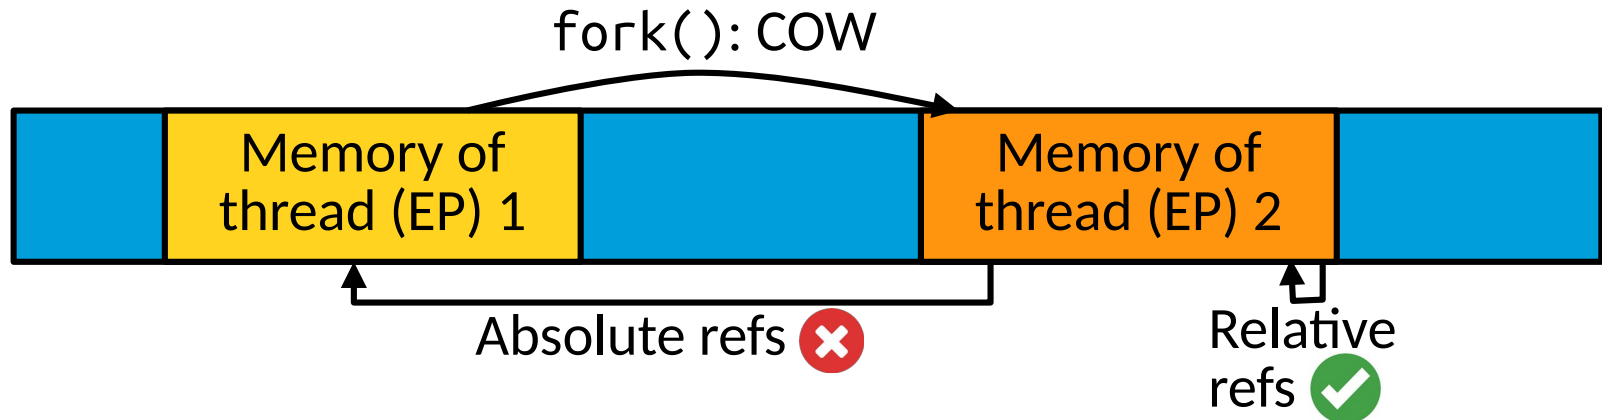 fork(): COW
Memory of
thread (EP) 1
Memory of
thread (EP) 2
Absolute refs
Relative
refs